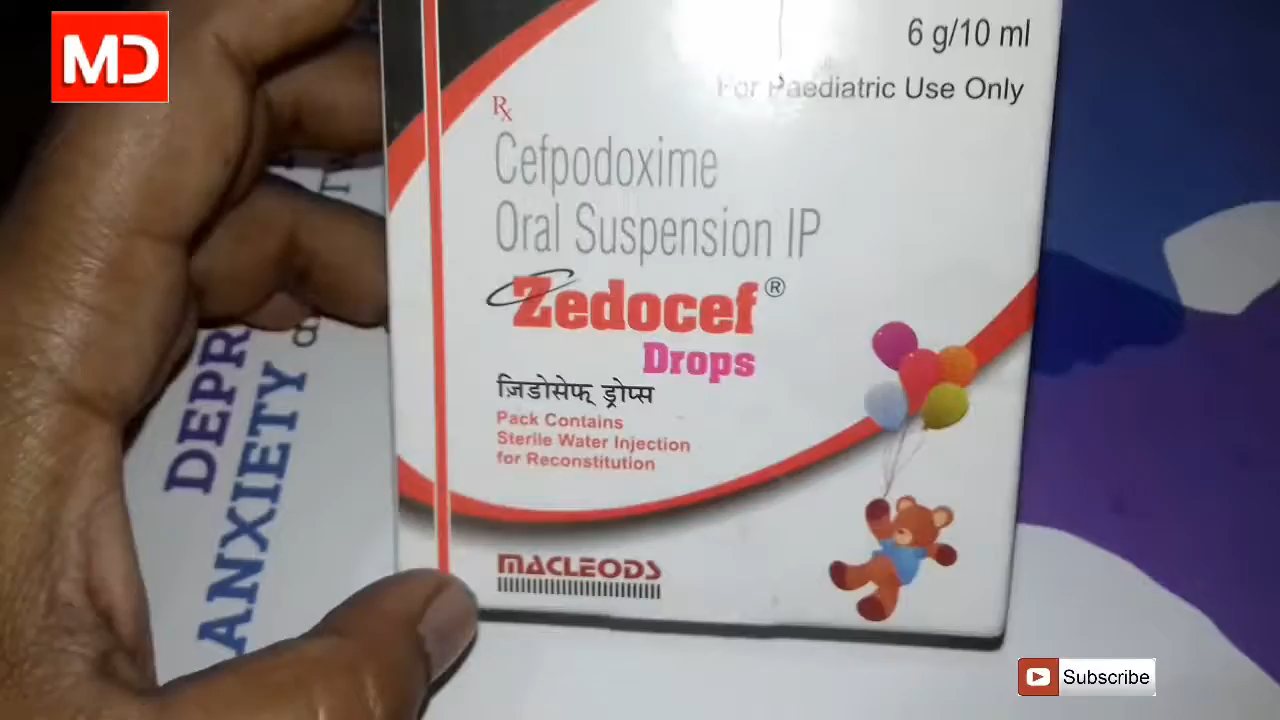 MD
6 g/10 ml
For Paediatric Use Only
Rx
Cefpodoxime
Oral Suspension IP
Zedocef®
Drops
ज़िडोसेफ् ड्रोप्स
Pack Contains
Sterile Water Injection
for Reconstitution
MACLEODS
DEPR
ANXIETY
Subscribe